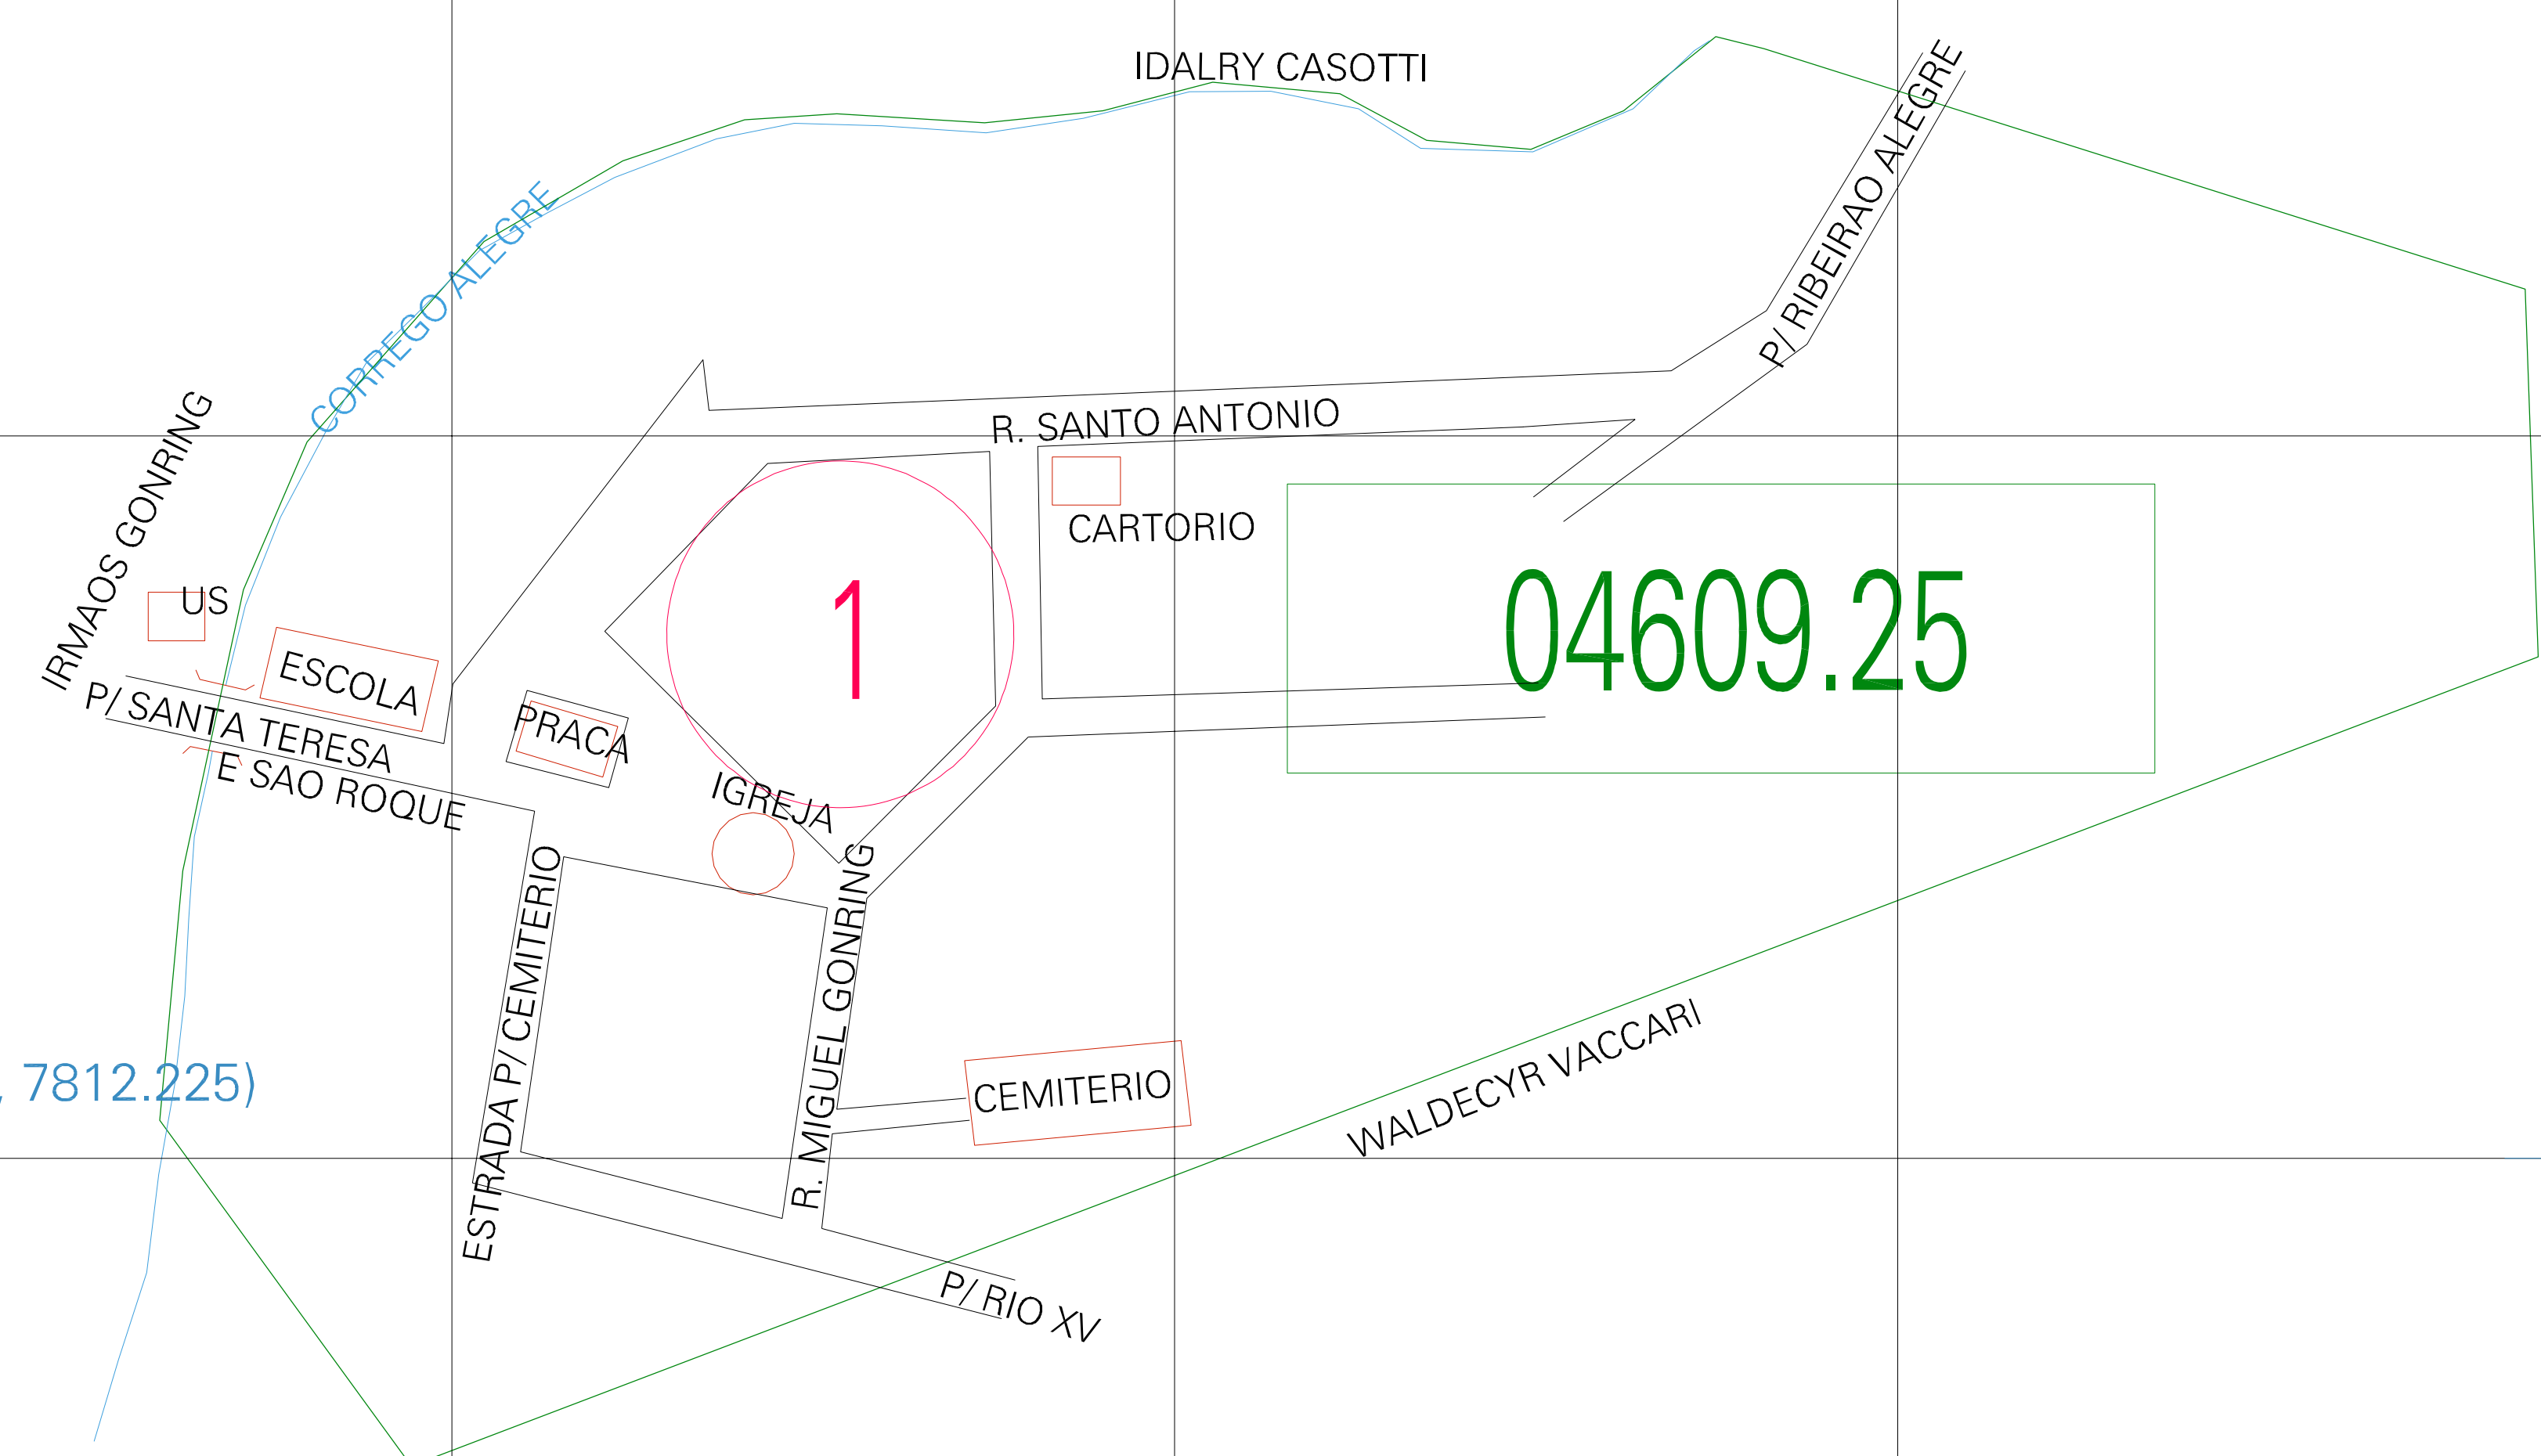 IDALRY CASOTTI
P/ RIBEIRAO ALEGRE
CORREGO ALEGRE
IRMAOS GONRING
R. SANTO ANTONIO
CARTORIO
US
ESCOLA
1
04609.25
P/ SANTA TERESA
E SAO ROQUE
PRACA
IGREJA
ESTRADA P/ CEMITERIO
R. MIGUEL GONRING
CEMITERIO
WALDECYR VACCARI
, 7812.225)
P/ RIO XV